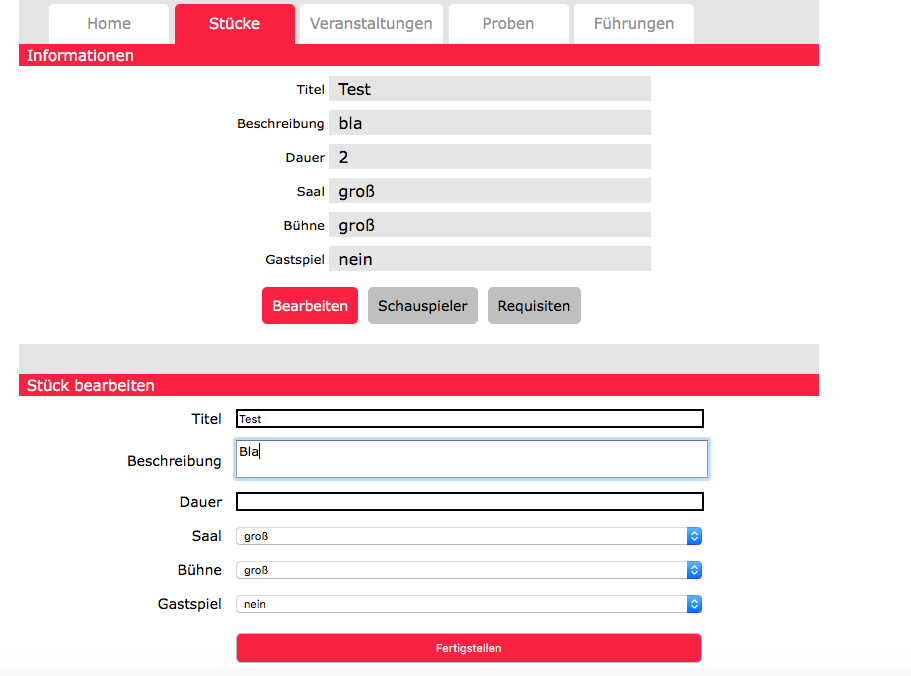 Home Stücke Veranstaltungen Proben Führungen
Informationen
Titel Test
Beschreibung bla
Dauer 2
Saal groß
Bühne groß
Gastspiel nein
Bearbeiten Schauspieler Requisiten
Stück bearbeiten
Titel Test
Beschreibung Bla
Dauer
Saal groß
Bühne groß
Gastspiel nein
Fertigstellen